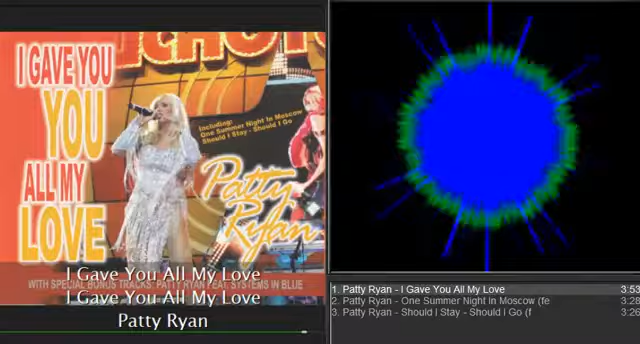 I GAVE YOU
YOU
ALL MY
LOVE
Including:
One Summer Night In Moscow
Should I Stay - Should I Go
Patty
Ryan
WITH SPECIAL BONUS TRACKS: PATTY RYAN FEAT. SYSTEMS IN BLUE
I Gave You All My Love
I Gave You All My Love
Patty Ryan
1. Patty Ryan - I Gave You All My Love 3:53
2. Patty Ryan - One Summer Night In Moscow (fe 3:28
3. Patty Ryan - Should I Stay - Should I Go (f 3:26